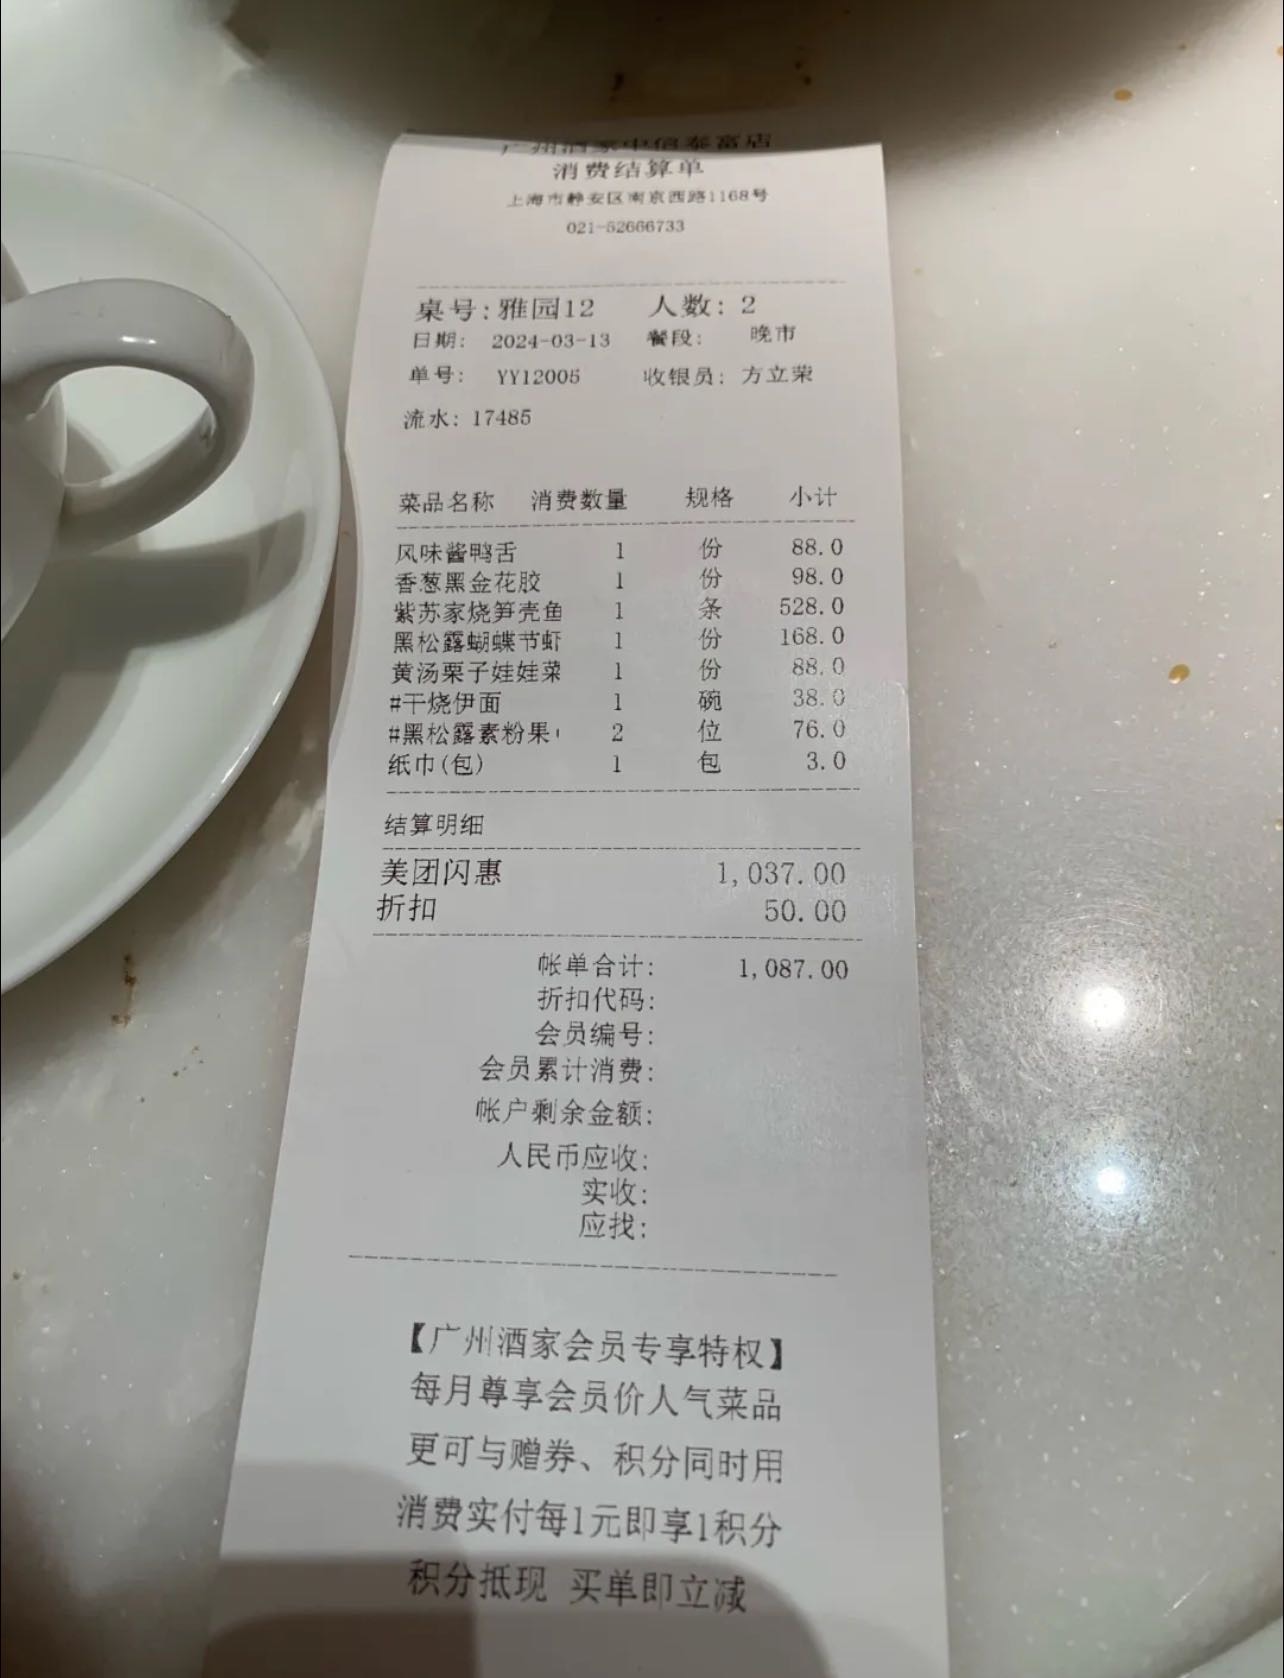 广州酒家中信泰富店
消费结算单
上海市静安区南京西路1168号
021-52666733
桌号:雅园12 人数: 2
日期: 2024-03-13 餐段: 晚市
单号: YY12005 收银员: 方立荣
流水: 17485
菜品名称 消费数量 规格 小计
风味酱鸭舌 1 份 88.0
香葱黑金花胶 1 份 98.0
紫苏家烧笋壳鱼 1 条 528.0
黑松露蝴蝶节虾 1 份 168.0
黄汤栗子娃娃菜 1 份 88.0
#干烧伊面 1 碗 38.0
#黑松露素粉果 2 位 76.0
纸巾(包) 1 包 3.0
结算明细
美团闪惠 1,037.00
折扣 50.00
帐单合计: 1,087.00
折扣代码:
会员编号:
会员累计消费:
帐户剩余金额:
人民币应收:
实收:
应找:
【广州酒家会员专享特权】
每月尊享会员价人气菜品
更可与赠券、积分同时用
消费实付每1元即享1积分
积分抵现 买单即立减